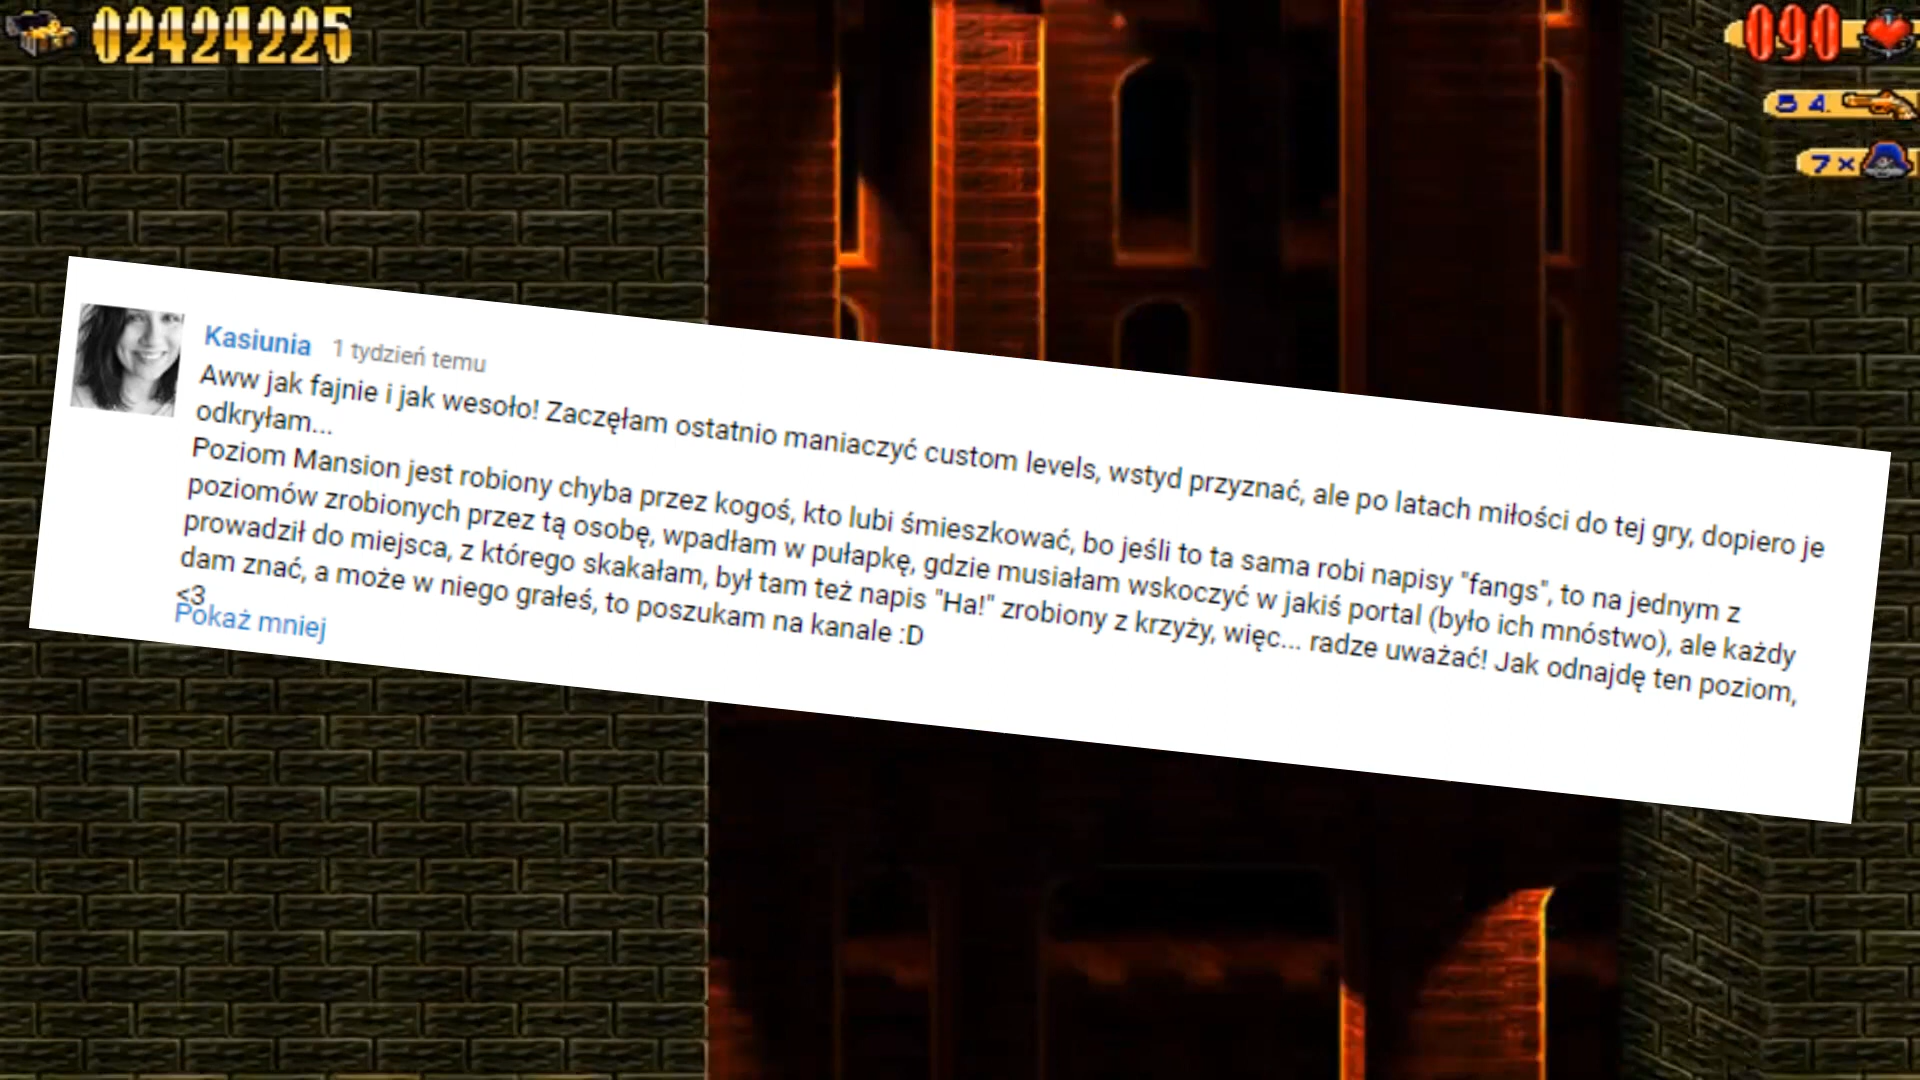 02424225
090
54
7×
Kasiunia 1 tydzień temu
Aww jak fajnie i jak wesoło! Zaczęłam ostatnio maniaczyć custom levels, wstyd przyznać, ale po latach miłości do tej gry, dopiero je
odkryłam...
Poziom Mansion jest robiony chyba przez kogoś, kto lubi śmieszkować, bo jeśli to ta sama robi napisy "fangs", to na jednym z
poziomów zrobionych przez tą osobę, wpadłam w pułapkę, gdzie musiałam wskoczyć w jakiś portal (było ich mnóstwo), ale każdy
prowadził do miejsca, z którego skakałam, był tam też napis "Ha!" zrobiony z krzyży, więc... radze uważać! Jak odnajdę ten poziom,
dam znać, a może w niego grałeś, to poszukam na kanale :D
<3
Pokaż mniej